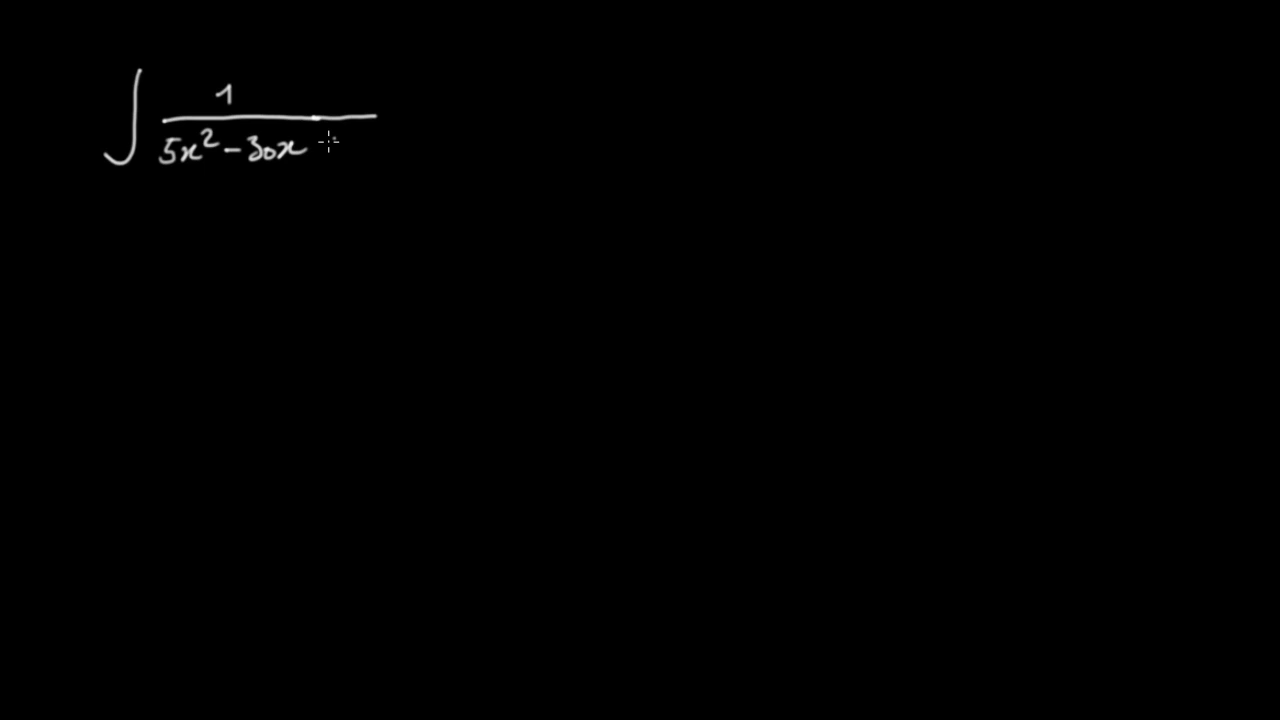 ∫ 1 / 5x² - 30x